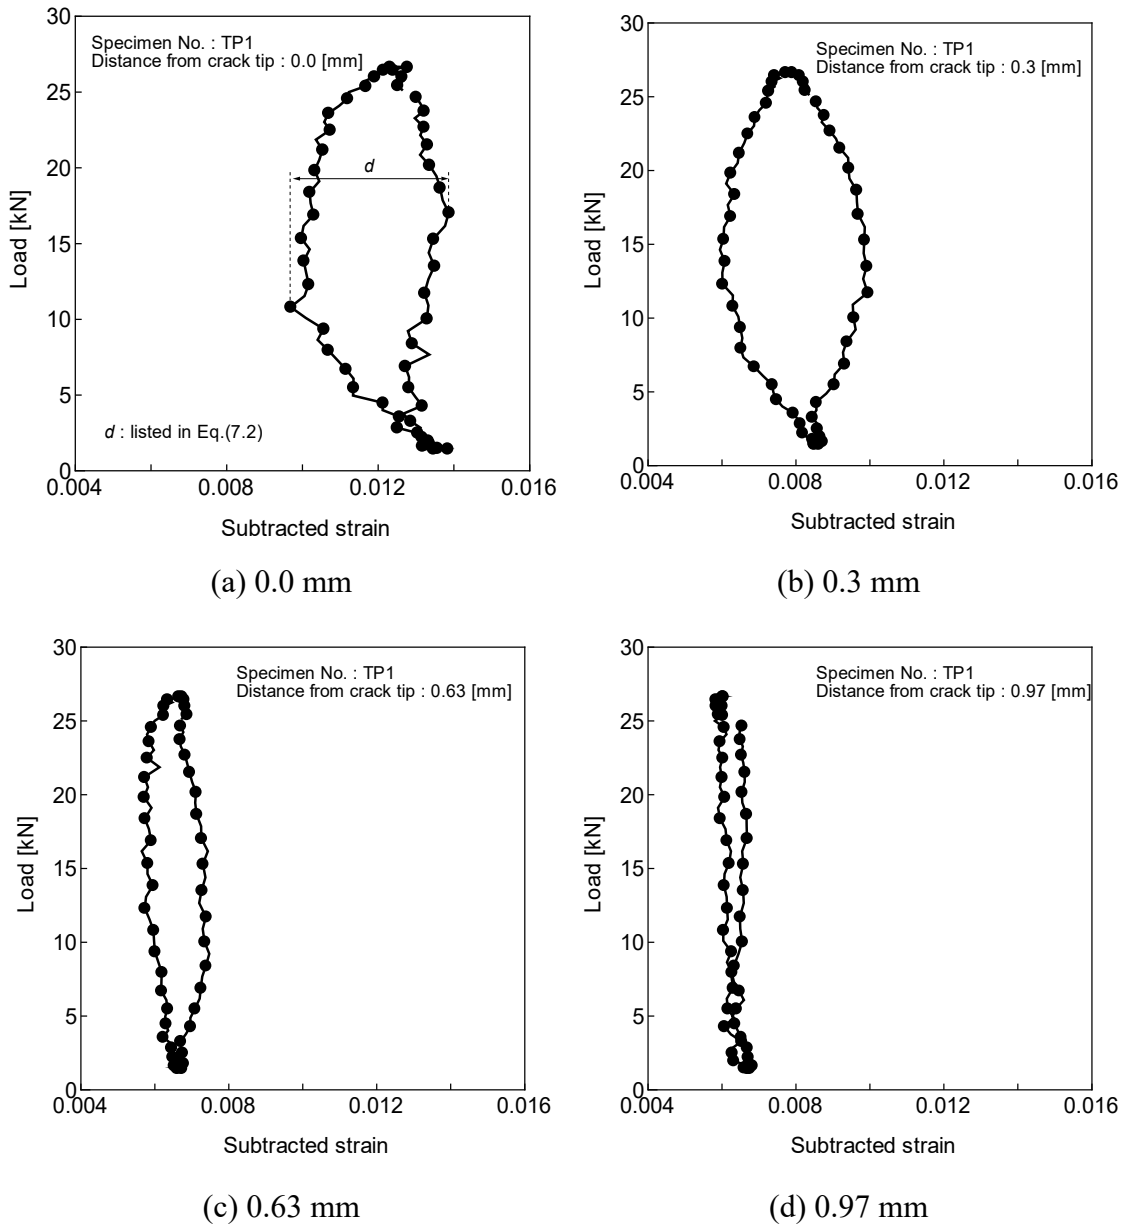 30
25
20
15
10
5
0
Load [kN]
Specimen No. : TP1
Distance from crack tip : 0.0 [mm]
d
d : listed in Eq.(7.2)
0.004
0.008
0.012
0.016
Subtracted strain
(a) 0.0 mm
30
25
20
15
10
5
0
Load [kN]
Specimen No. : TP1
Distance from crack tip : 0.3 [mm]
0.004
0.008
0.012
0.016
Subtracted strain
(b) 0.3 mm
30
25
20
15
10
5
0
Load [kN]
Specimen No. : TP1
Distance from crack tip : 0.63 [mm]
0.004
0.008
0.012
0.016
Subtracted strain
(c) 0.63 mm
30
25
20
15
10
5
0
Load [kN]
Specimen No. : TP1
Distance from crack tip : 0.97 [mm]
0.004
0.008
0.012
0.016
Subtracted strain
(d) 0.97 mm